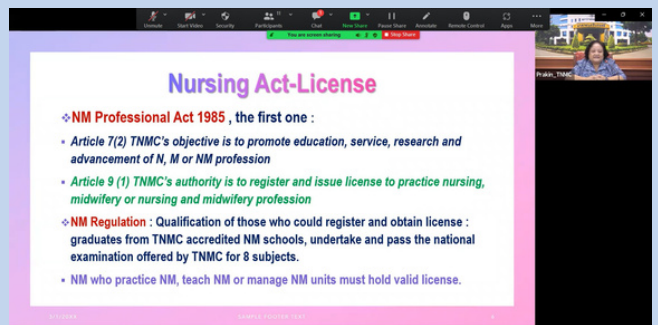 Unmute
Start Video
Security
Participants
Chat
New Share
Pause Share
Annotate
Remote Control
Apps
More
You are screen sharing
Stop Share
Prakin_TNMC
Nursing Act-License
❖NM Professional Act 1985 , the first one :
▪ Article 7(2) TNMC's objective is to promote education, service, research and
advancement of N, M or NM profession
▪ Article 9 (1) TNMC's authority is to register and issue license to practice nursing,
midwifery or nursing and midwifery profession
❖NM Regulation : Qualification of those who could register and obtain license :
graduates from TNMC accredited NM schools, undertake and pass the national
examination offered by TNMC for 8 subjects.
▪ NM who practice NM, teach NM or manage NM units must hold valid license.
SAMPLE FOOTER TEXT